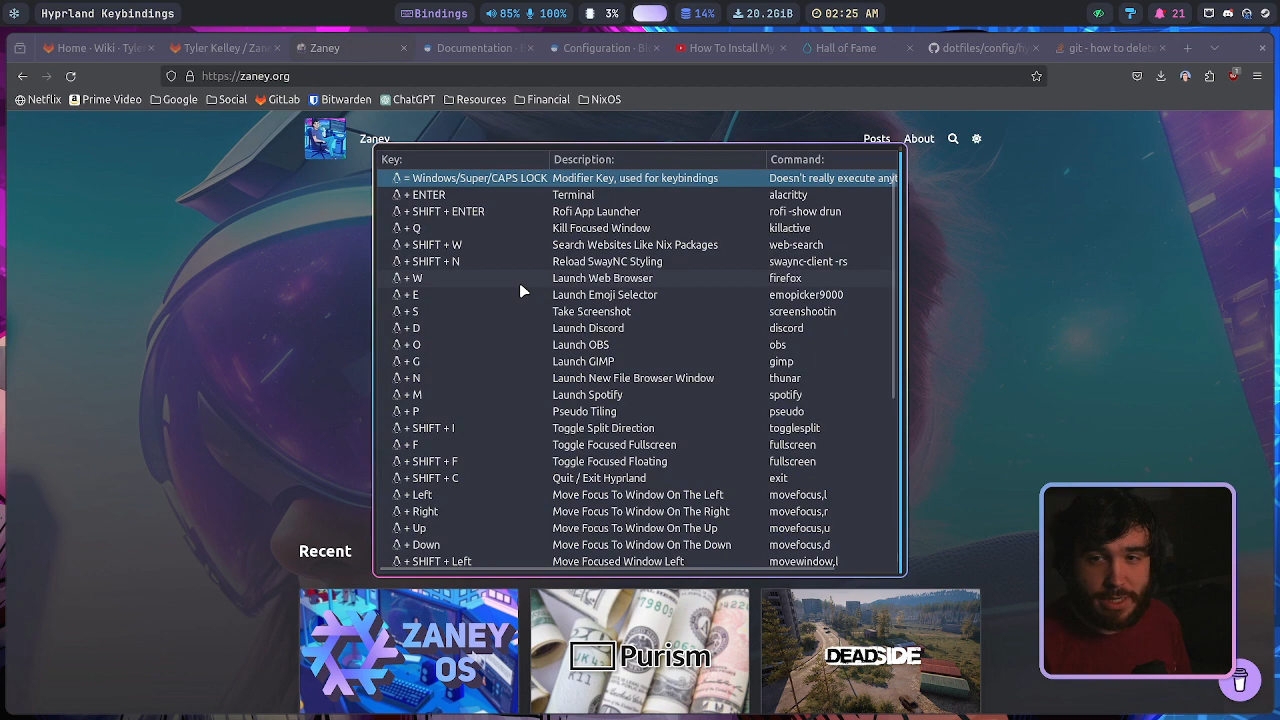 Hyprland Keybindings
Bindings
85% 100%
3%
14%
20.26GiB
02:25 AM
21
Home - Wiki - Tyle
Tyler Kelley / Zane
Zaney
Documentation - F
Configuration - Bl
How To Install My
Hall of Fame
dotfiles/config/hy
git - how to delete
https://zaney.org
Netflix
Prime Video
Google
Social
GitLab
Bitwarden
ChatGPT
Resources
Financial
NixOS
Zaney
Posts
About
Key: Description: Command:
= Windows/Super/CAPS LOCK Modifier Key, used for keybindings Doesn't really execute anyt
+ ENTER Terminal alacritty
+ SHIFT + ENTER Rofi App Launcher rofi -show drun
+ Q Kill Focused Window killactive
+ SHIFT + W Search Websites Like Nix Packages web-search
+ SHIFT + N Reload SwayNC Styling swaync-client -rs
+ W Launch Web Browser firefox
+ E Launch Emoji Selector emopicker9000
+ S Take Screenshot screenshootin
+ D Launch Discord discord
+ O Launch OBS obs
+ G Launch GIMP gimp
+ N Launch New File Browser Window thunar
+ M Launch Spotify spotify
+ P Pseudo Tiling pseudo
+ SHIFT + I Toggle Split Direction togglesplit
+ F Toggle Focused Fullscreen fullscreen
+ SHIFT + F Toggle Focused Floating fullscreen
+ SHIFT + C Quit / Exit Hyprland exit
+ Left Move Focus To Window On The Left movefocus,l
+ Right Move Focus To Window On The Right movefocus,r
+ Up Move Focus To Window On The Up movefocus,u
+ Down Move Focus To Window On The Down movefocus,d
+ SHIFT + Left Move Focused Window Left movewindow,l
Recent
ZANEY
OS
Purism
DEADSIDE